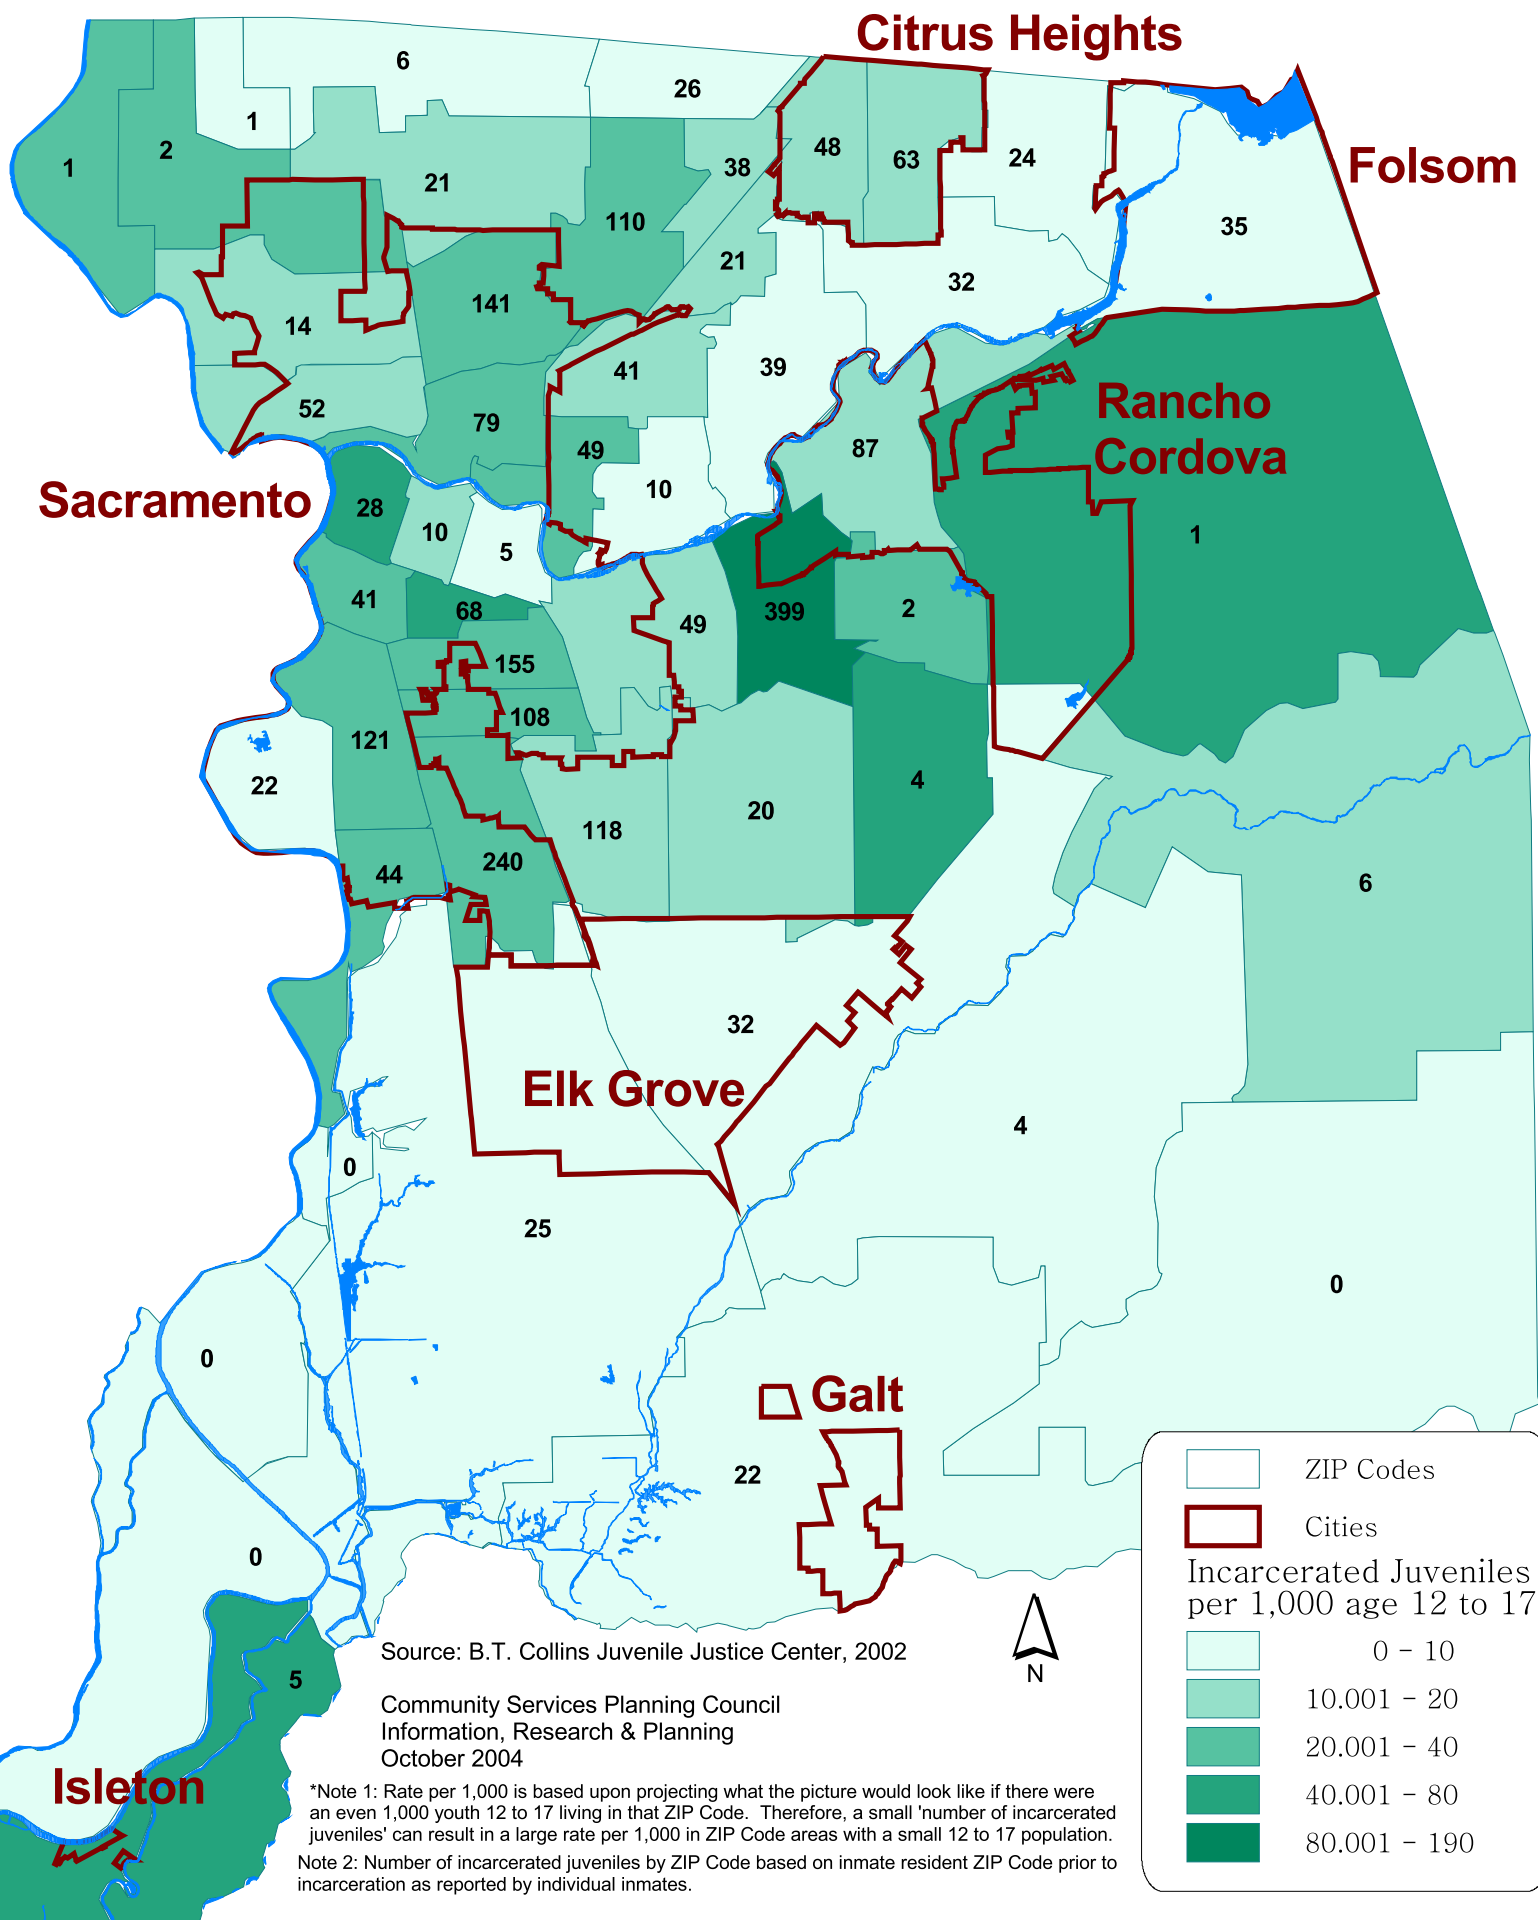 Citrus Heights
6
26
1
48
63
24
Folsom
2
38
1
21
110
35
21
32
141
14
41
39
52
79
49
87
Rancho
Cordova
10
Sacramento
28
10
5
1
41
68
49
399
2
155
108
121
22
4
20
118
44
240
6
32
Elk Grove
4
0
25
0
0
Galt
22
0
5
Isleton
ZIP Codes
Cities
Incarcerated Juveniles
per 1,000 age 12 to 17
0 - 10
10.001 - 20
20.001 - 40
40.001 - 80
80.001 - 190
N
Source: B.T. Collins Juvenile Justice Center, 2002
Community Services Planning Council
Information, Research & Planning
October 2004
*Note 1: Rate per 1,000 is based upon projecting what the picture would look like if there were
an even 1,000 youth 12 to 17 living in that ZIP Code.  Therefore, a small 'number of incarcerated
juveniles' can result in a large rate per 1,000 in ZIP Code areas with a small 12 to 17 population.
Note 2: Number of incarcerated juveniles by ZIP Code based on inmate resident ZIP Code prior to
incarceration as reported by individual inmates.